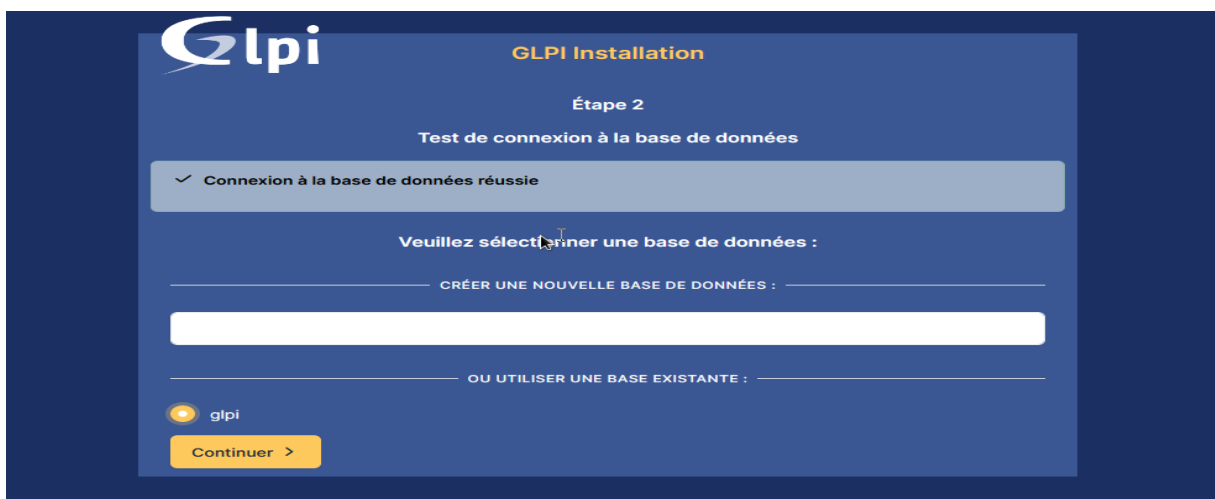 Glpi
GLPI Installation
Étape 2
Test de connexion à la base de données
Connexion à la base de données réussie
Veuillez sélectionner une base de données :
CRÉER UNE NOUVELLE BASE DE DONNÉES :
OU UTILISER UNE BASE EXISTANTE :
glpi
Continuer >